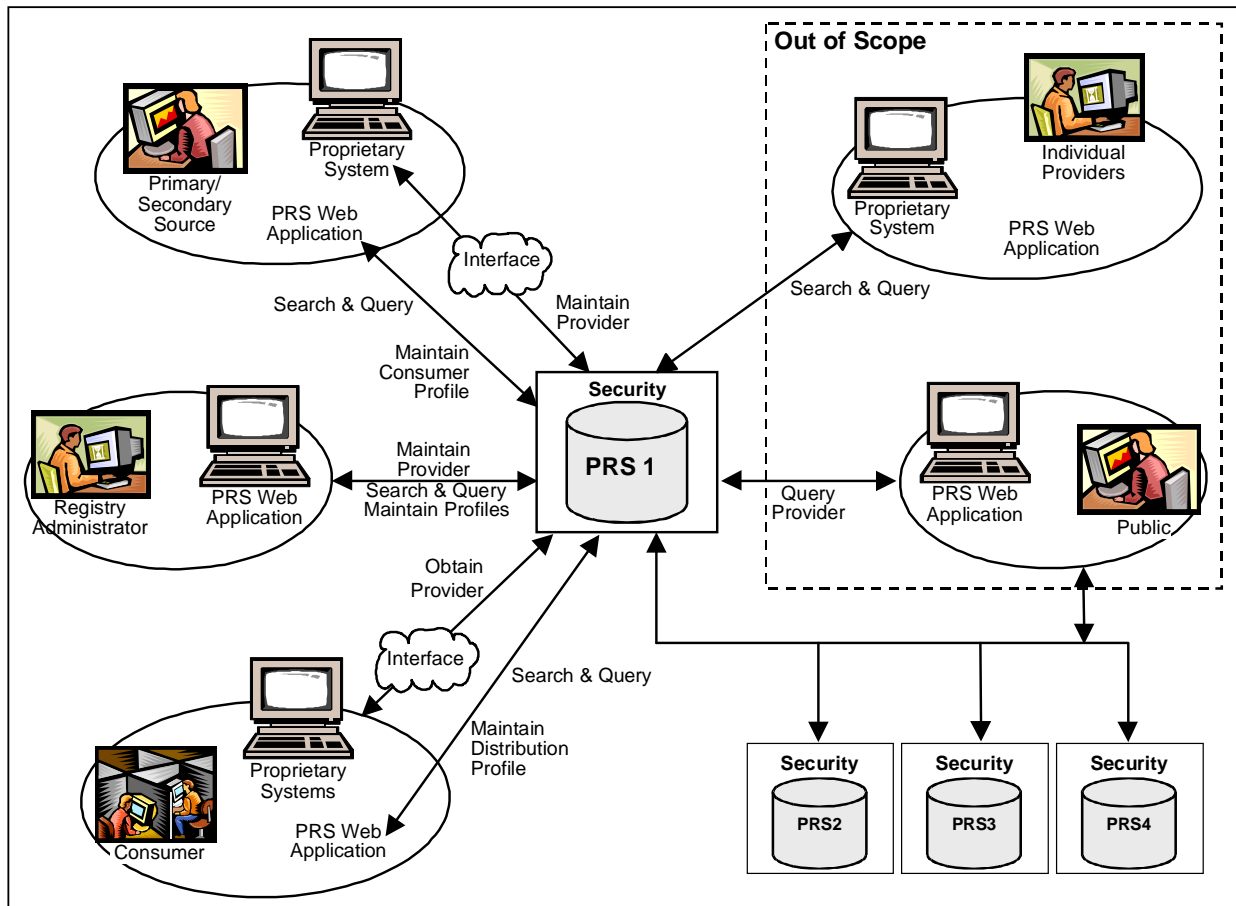 Out of Scope
Proprietary
System
Primary/
Secondary
Source
PRS Web
Application
Interface
Search & Query
Maintain
Provider
Maintain
Consumer
Profile
Individual
Providers
Proprietary
System
PRS Web
Application
Search & Query
Security
PRS 1
Registry
Administrator
PRS Web
Application
Maintain
Provider
Search & Query
Maintain Profiles
Query
Provider
PRS Web
Application
Public
Obtain
Provider
Interface
Search & Query
Maintain
Distribution
Profile
Proprietary
Systems
PRS Web
Application
Consumer
Security
PRS2
Security
PRS3
Security
PRS4